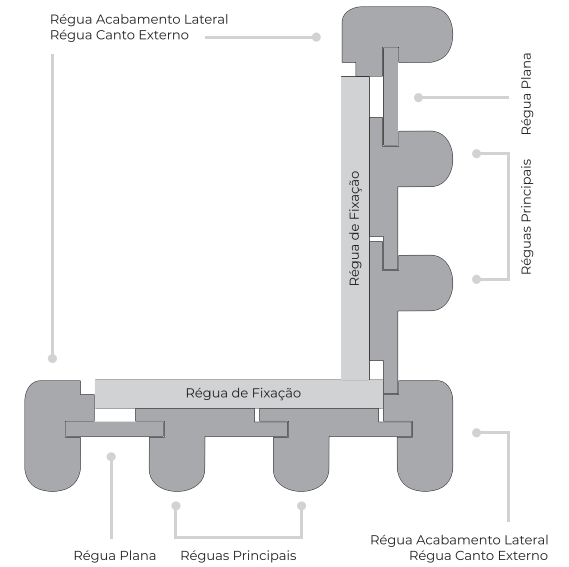 Régua Acabamento Lateral
Régua Canto Externo
Régua Plana
Réguas Principais
Régua de Fixação
Régua de Fixação
Régua Plana
Réguas Principais
Régua Acabamento Lateral
Régua Canto Externo